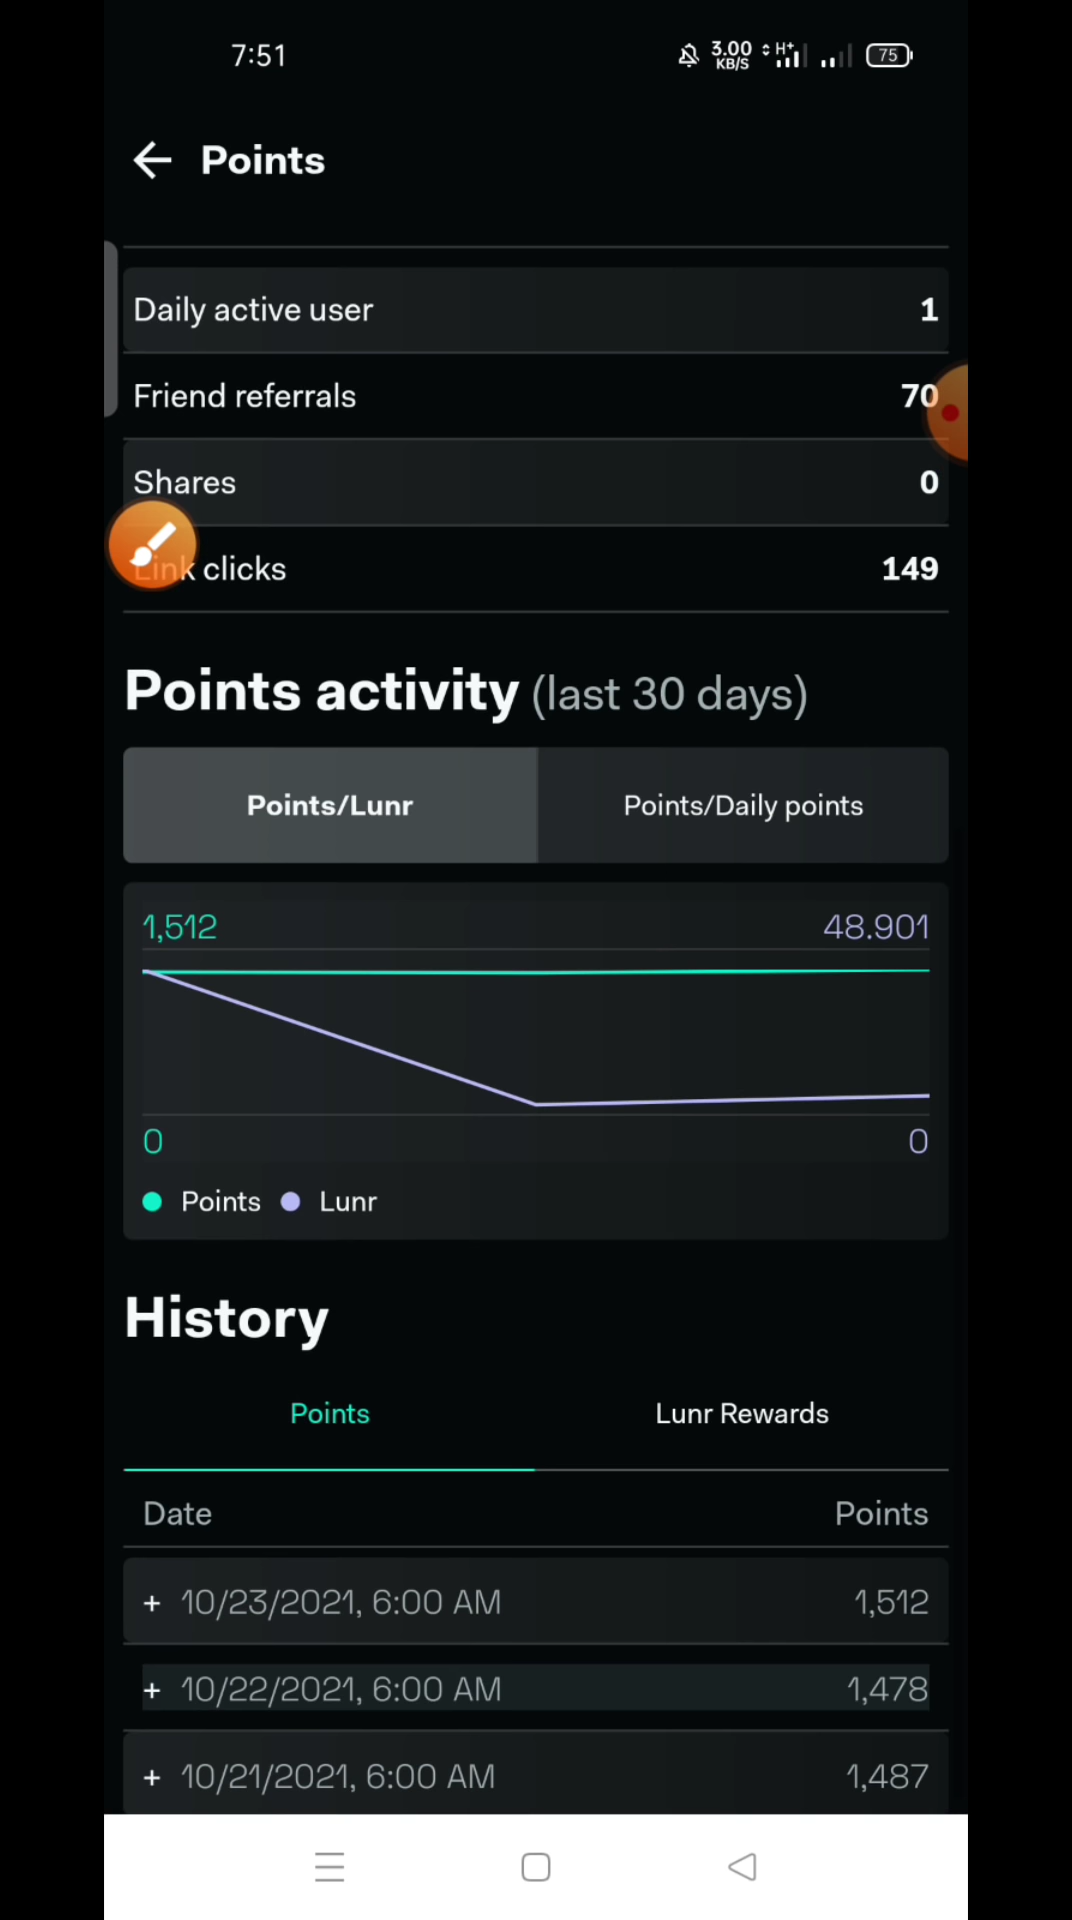 7:51
3.00
KB/S
H+
75
Points
Daily active user 1
Friend referrals 70
Shares 0
Link clicks 149
Points activity (last 30 days)
Points/Lunr Points/Daily points
1,512 48.901
0 0
Points Lunr
History
Points Lunr Rewards
Date Points
+ 10/23/2021, 6:00 AM 1,512
+ 10/22/2021, 6:00 AM 1,478
+ 10/21/2021, 6:00 AM 1,487